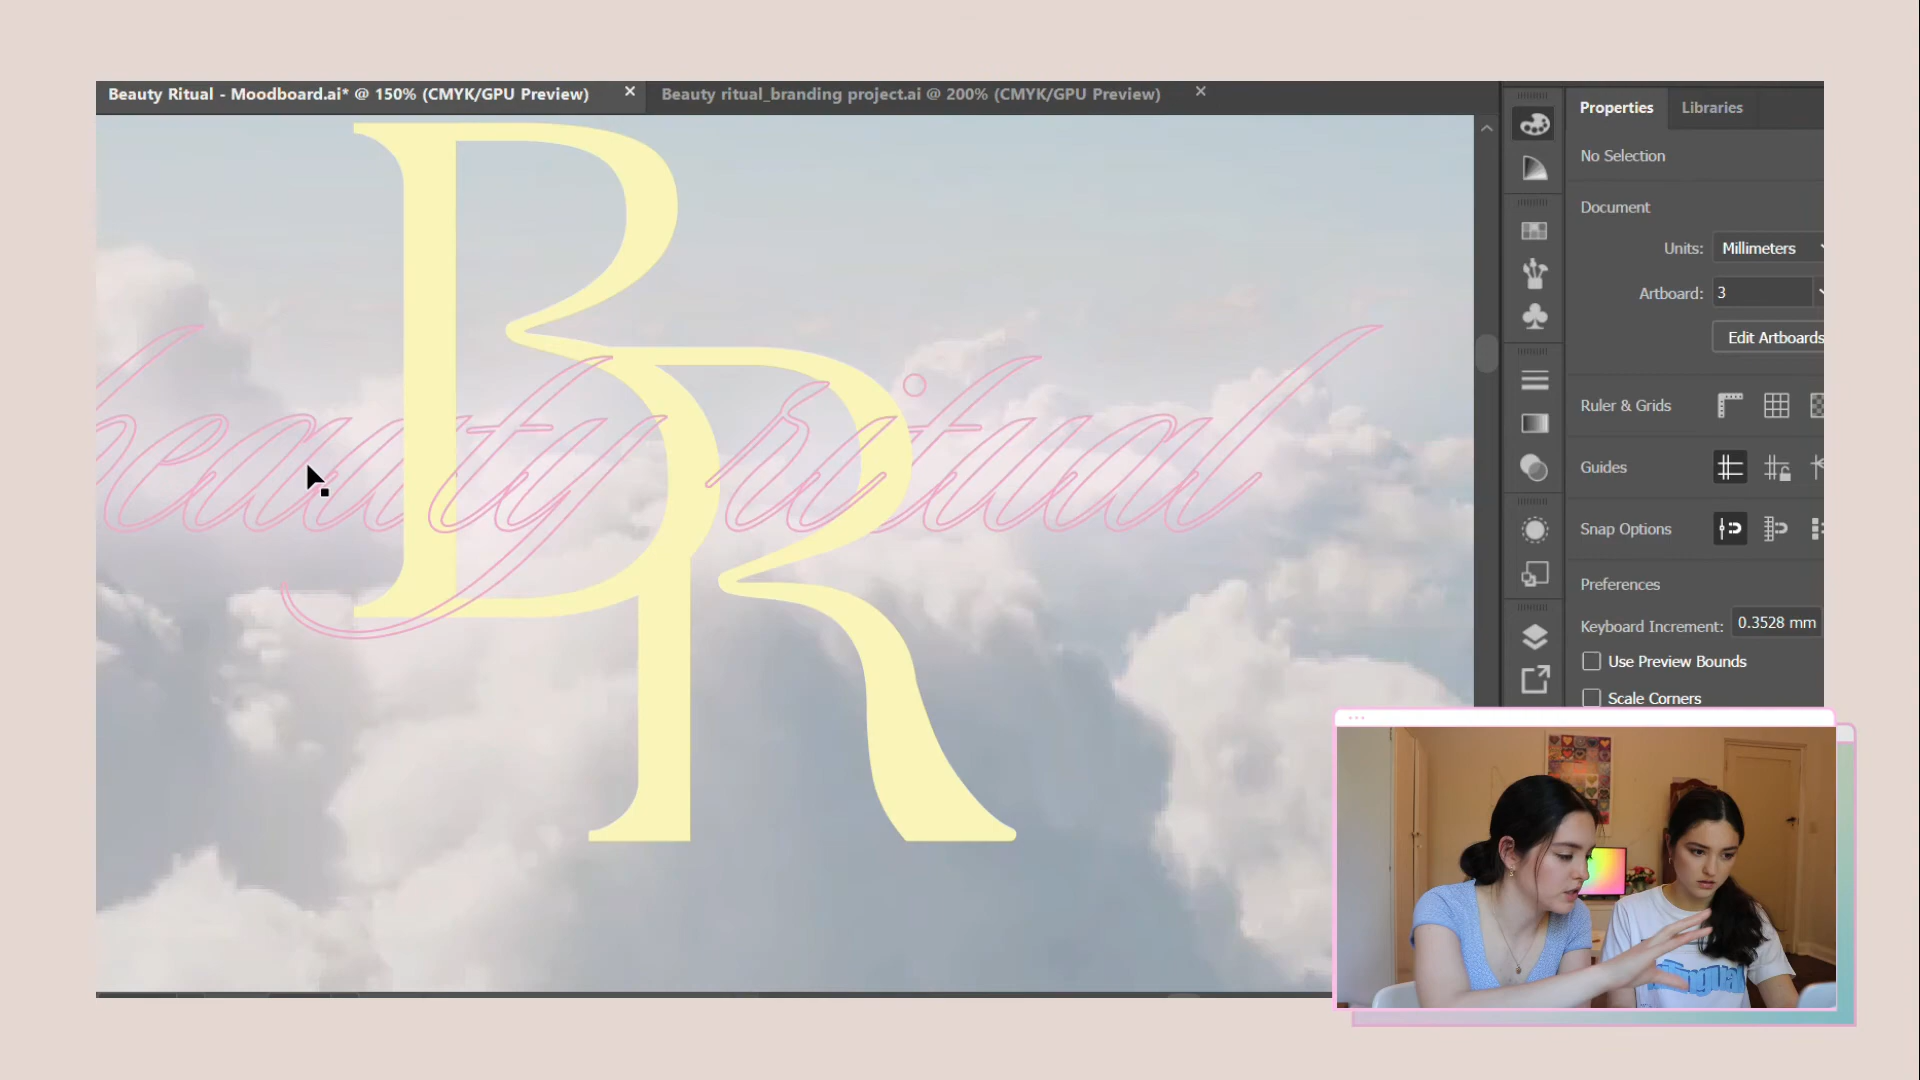 Beauty Ritual - Moodboard.ai* @ 150% (CMYK/GPU Preview)
Beauty ritual_branding project.ai @ 200% (CMYK/GPU Preview)
Properties
Libraries
No Selection
Document
Units: Millimeters
Artboard: 3
Edit Artboards
Ruler & Grids
Guides
Snap Options
Preferences
Keyboard Increment: 0.3528 mm
Use Preview Bounds
Scale Corners
BR
beauty ritual